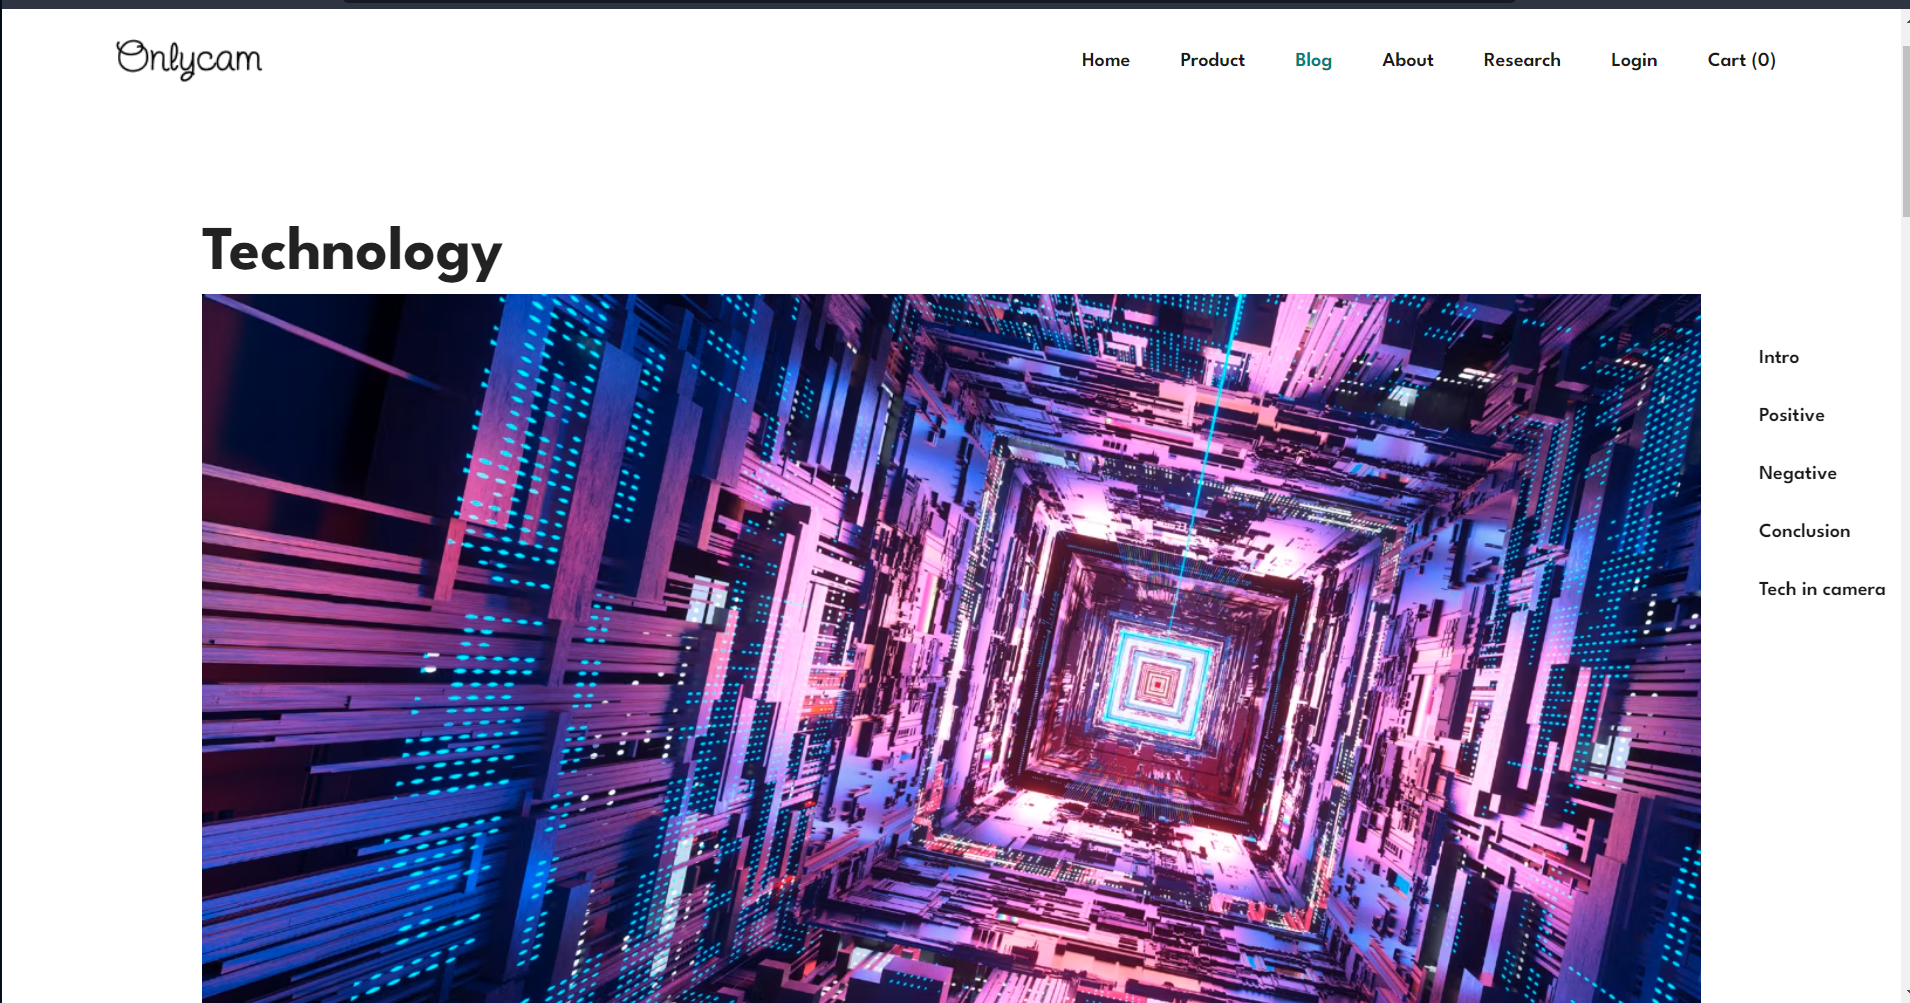 Onlycam
Home Product Blog About Research Login Cart (0)
Technology
Intro
Positive
Negative
Conclusion
Tech in camera